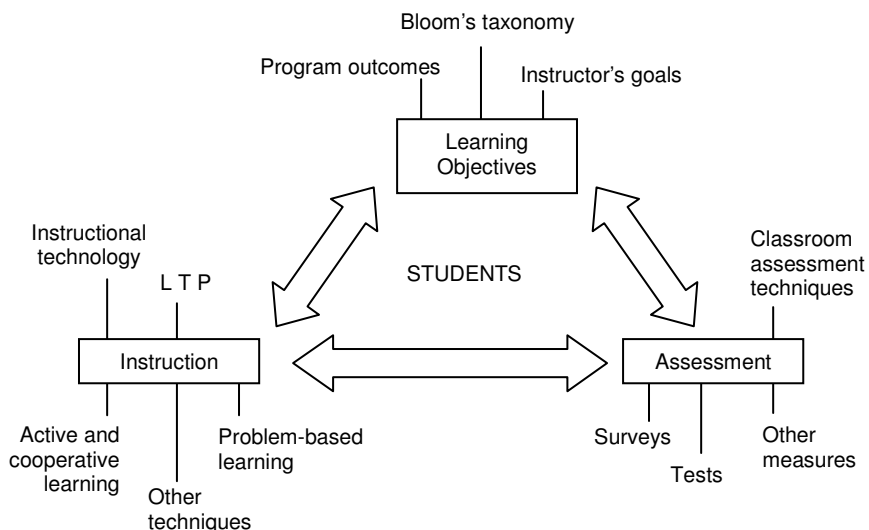 Bloom's taxonomy
Program outcomes
Instructor's goals
Learning
Objectives
Instructional
technology
L T P
STUDENTS
Classroom
assessment
techniques
Instruction
Assessment
Active and
cooperative
learning
Other
techniques
Problem-based
learning
Surveys
Tests
Other
measures